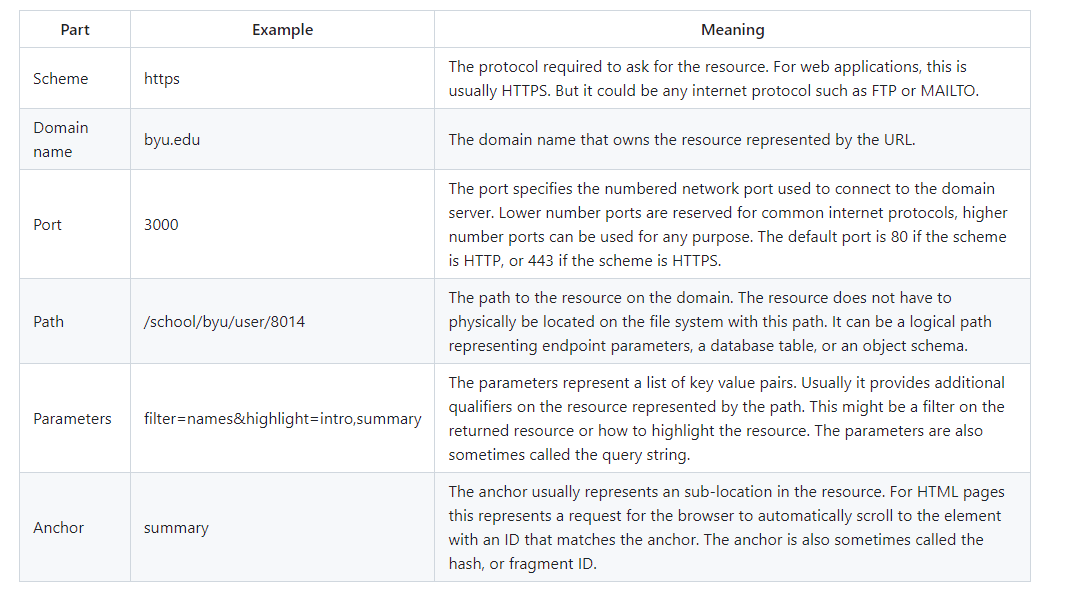 Part Example Meaning
Scheme https The protocol required to ask for the resource. For web applications, this is
usually HTTPS. But it could be any internet protocol such as FTP or MAILTO.
Domain
name byu.edu The domain name that owns the resource represented by the URL.
Port 3000 The port specifies the numbered network port used to connect to the domain
server. Lower number ports are reserved for common internet protocols, higher
number ports can be used for any purpose. The default port is 80 if the scheme
is HTTP, or 443 if the scheme is HTTPS.
Path /school/byu/user/8014 The path to the resource on the domain. The resource does not have to
physically be located on the file system with this path. It can be a logical path
representing endpoint parameters, a database table, or an object schema.
Parameters filter=names&highlight=intro,summary The parameters represent a list of key value pairs. Usually it provides additional
qualifiers on the resource represented by the path. This might be a filter on the
returned resource or how to highlight the resource. The parameters are also
sometimes called the query string.
Anchor summary The anchor usually represents an sub-location in the resource. For HTML pages
this represents a request for the browser to automatically scroll to the element
with an ID that matches the anchor. The anchor is also sometimes called the
hash, or fragment ID.